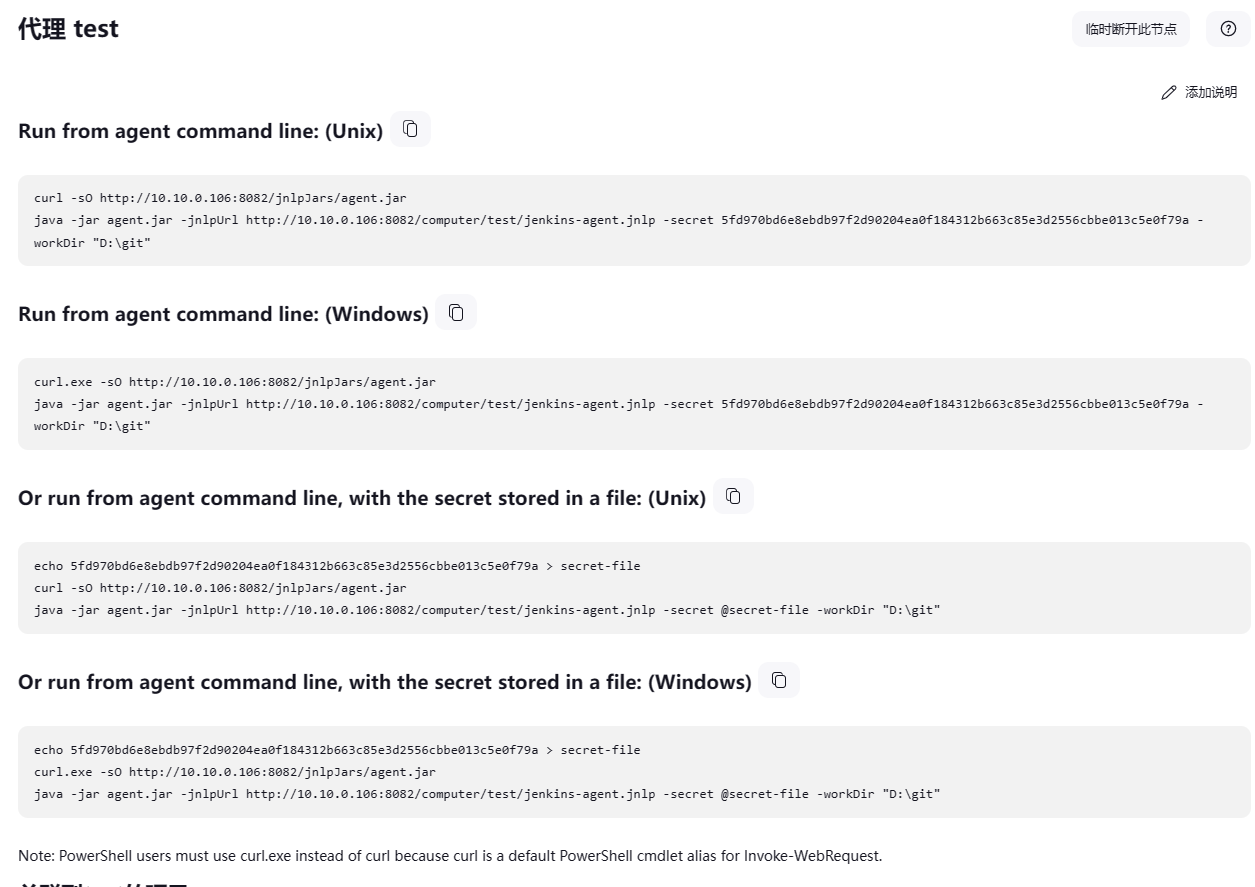 代理 test
临时断开此节点
添加说明
Run from agent command line: (Unix)
curl -sO http://10.10.0.106:8082/jnlpJars/agent.jar
java -jar agent.jar -jnlpUrl http://10.10.0.106:8082/computer/test/jenkins-agent.jnlp -secret 5fd970bd6e8ebdb97f2d90204ea0f184312b663c85e3d2556cbbe013c5e0f79a -
workDir "D:\git"
Run from agent command line: (Windows)
curl.exe -sO http://10.10.0.106:8082/jnlpJars/agent.jar
java -jar agent.jar -jnlpUrl http://10.10.0.106:8082/computer/test/jenkins-agent.jnlp -secret 5fd970bd6e8ebdb97f2d90204ea0f184312b663c85e3d2556cbbe013c5e0f79a -
workDir "D:\git"
Or run from agent command line, with the secret stored in a file: (Unix)
echo 5fd970bd6e8ebdb97f2d90204ea0f184312b663c85e3d2556cbbe013c5e0f79a > secret-file
curl -sO http://10.10.0.106:8082/jnlpJars/agent.jar
java -jar agent.jar -jnlpUrl http://10.10.0.106:8082/computer/test/jenkins-agent.jnlp -secret @secret-file -workDir "D:\git"
Or run from agent command line, with the secret stored in a file: (Windows)
echo 5fd970bd6e8ebdb97f2d90204ea0f184312b663c85e3d2556cbbe013c5e0f79a > secret-file
curl.exe -sO http://10.10.0.106:8082/jnlpJars/agent.jar
java -jar agent.jar -jnlpUrl http://10.10.0.106:8082/computer/test/jenkins-agent.jnlp -secret @secret-file -workDir "D:\git"
Note: PowerShell users must use curl.exe instead of curl because curl is a default PowerShell cmdlet alias for Invoke-WebRequest.